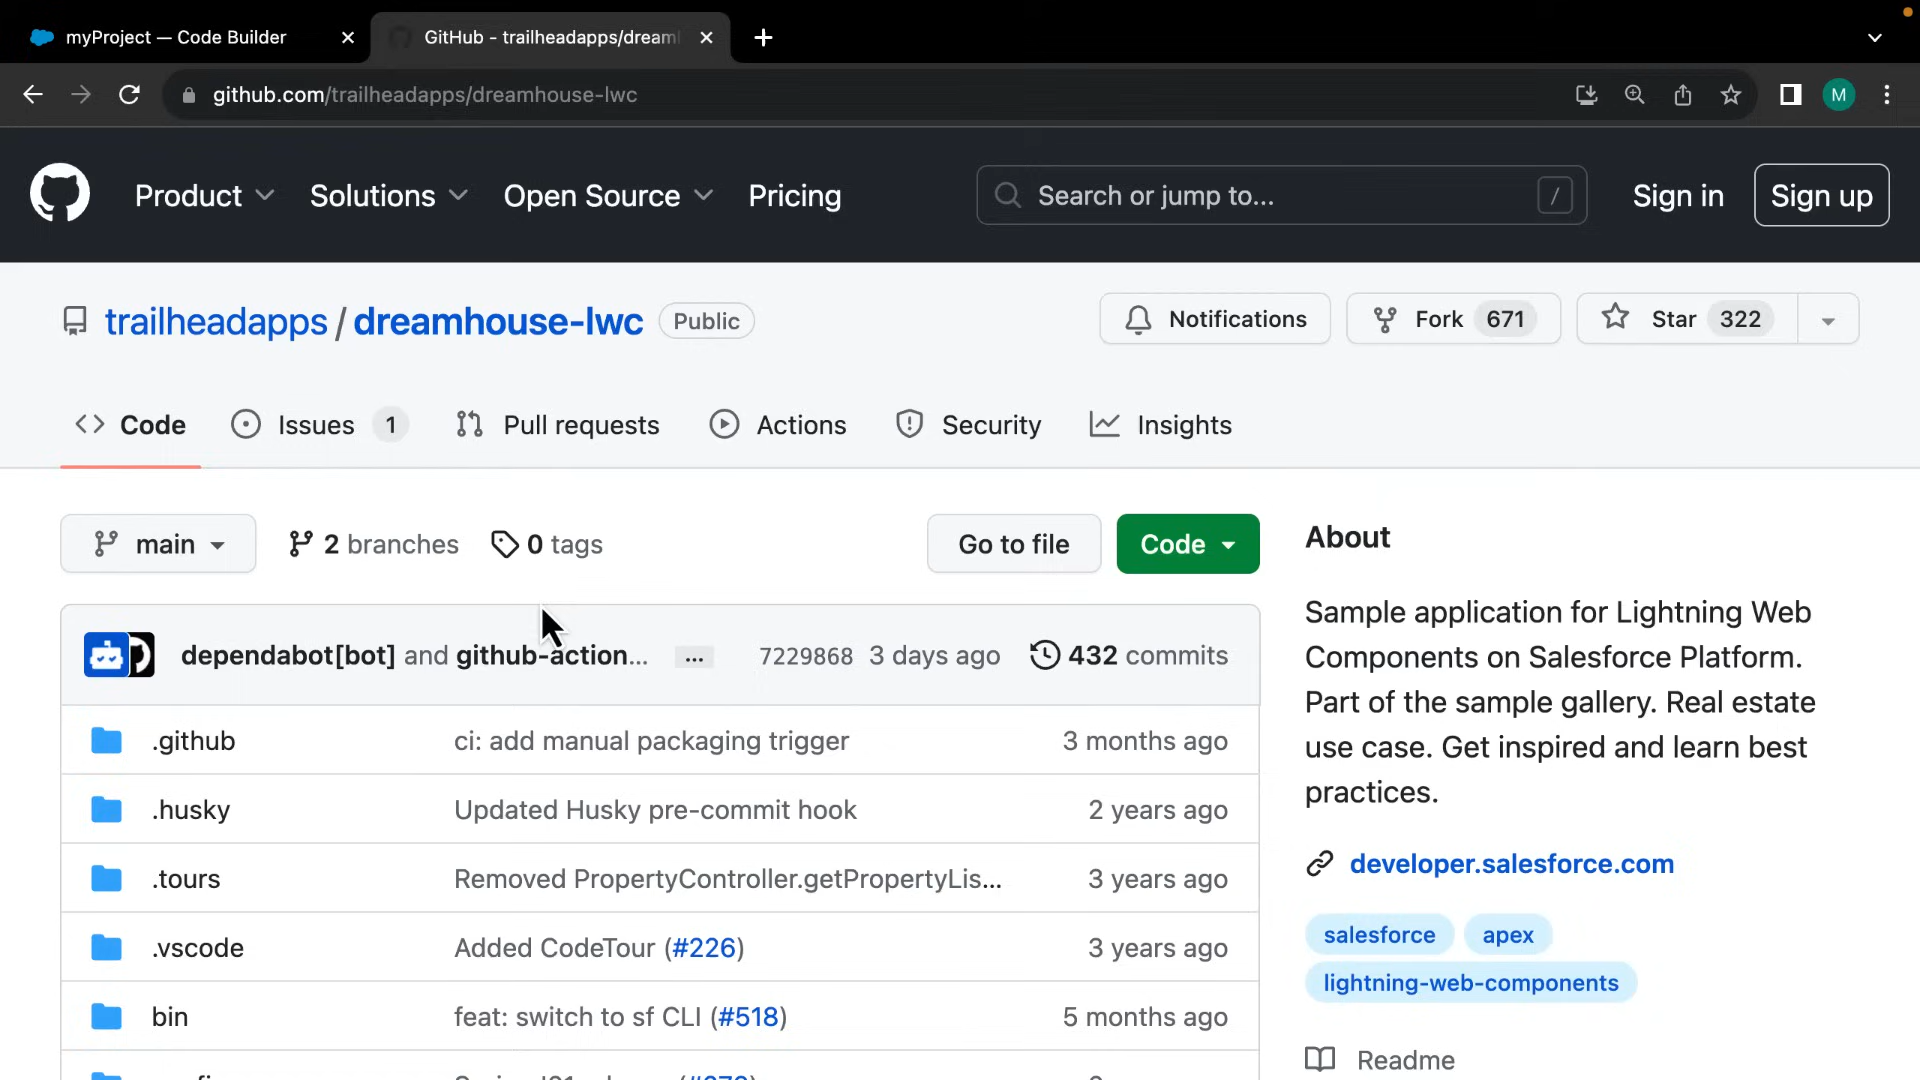 myProject — Code Builder
GitHub - trailheadapps/dream
github.com/trailheadapps/dreamhouse-lwc
M
Product
Solutions
Open Source
Pricing
Search or jump to...
/
Sign in
Sign up
trailheadapps / dreamhouse-lwc
Public
Notifications
Fork 671
Star 322
Code
Issues 1
Pull requests
Actions
Security
Insights
main
2 branches
0 tags
Go to file
Code
About
Sample application for Lightning Web
Components on Salesforce Platform.
Part of the sample gallery. Real estate
use case. Get inspired and learn best
practices.
developer.salesforce.com
salesforce
apex
lightning-web-components
Readme
dependabot[bot] and github-action... ... 7229868 3 days ago 432 commits
.github ci: add manual packaging trigger 3 months ago
.husky Updated Husky pre-commit hook 2 years ago
.tours Removed PropertyController.getPropertyLis... 3 years ago
.vscode Added CodeTour (#226) 3 years ago
bin feat: switch to sf CLI (#518) 5 months ago